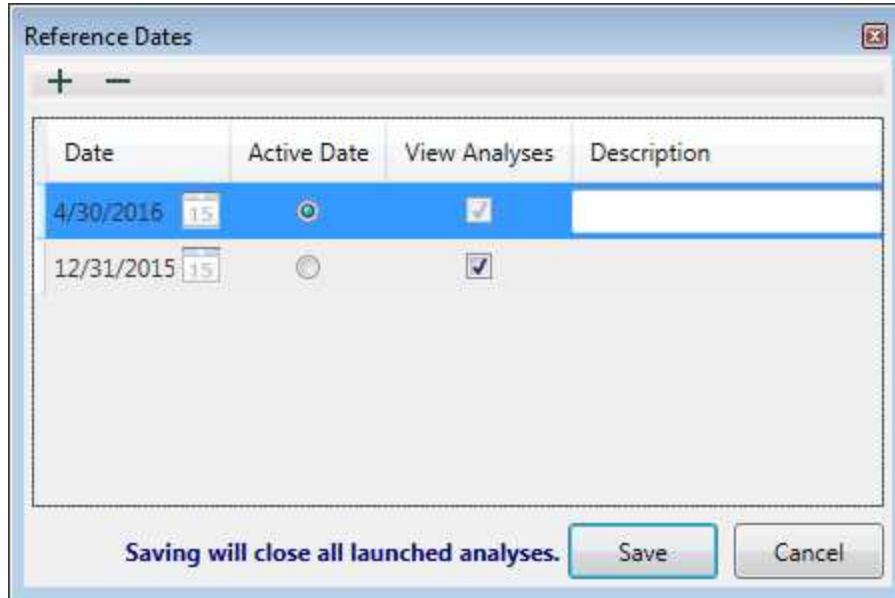 Reference Dates
Date Active Date View Analyses Description
4/30/2016 15
12/31/2015 15
Saving will close all launched analyses. Save Cancel